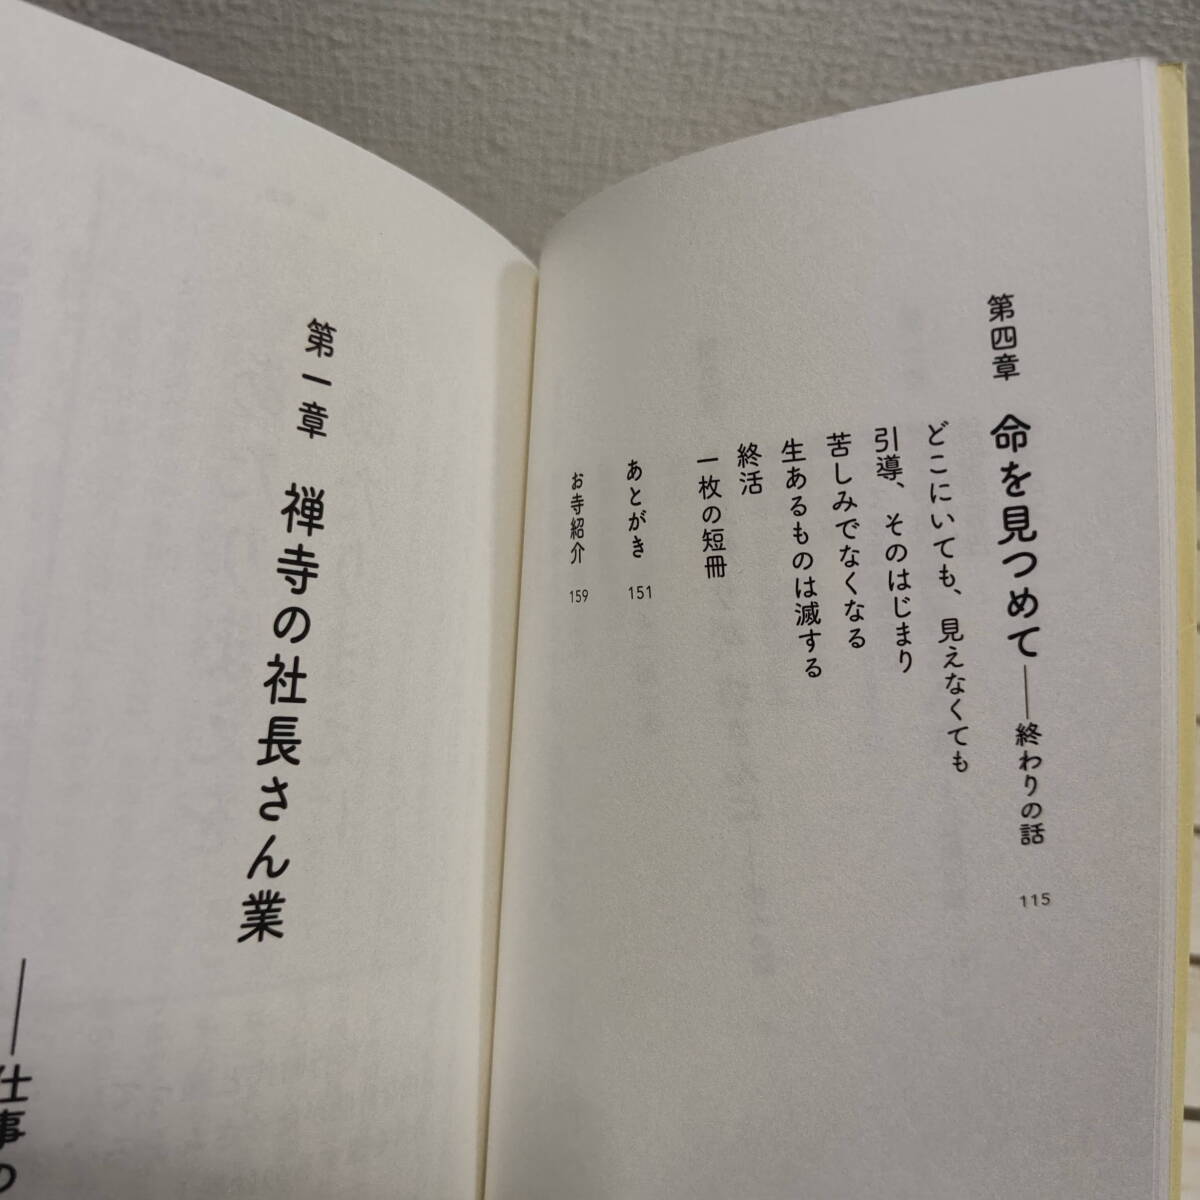 第四章 命を見つめて——終わりの話 115
どこにいても、見えなくても
引導、そのはじまり
苦しみでなくなる
生あるものは滅する
終活
一枚の短冊
あとがき 151
お寺紹介 159
第一章 禅寺の社長さん業
——仕事の